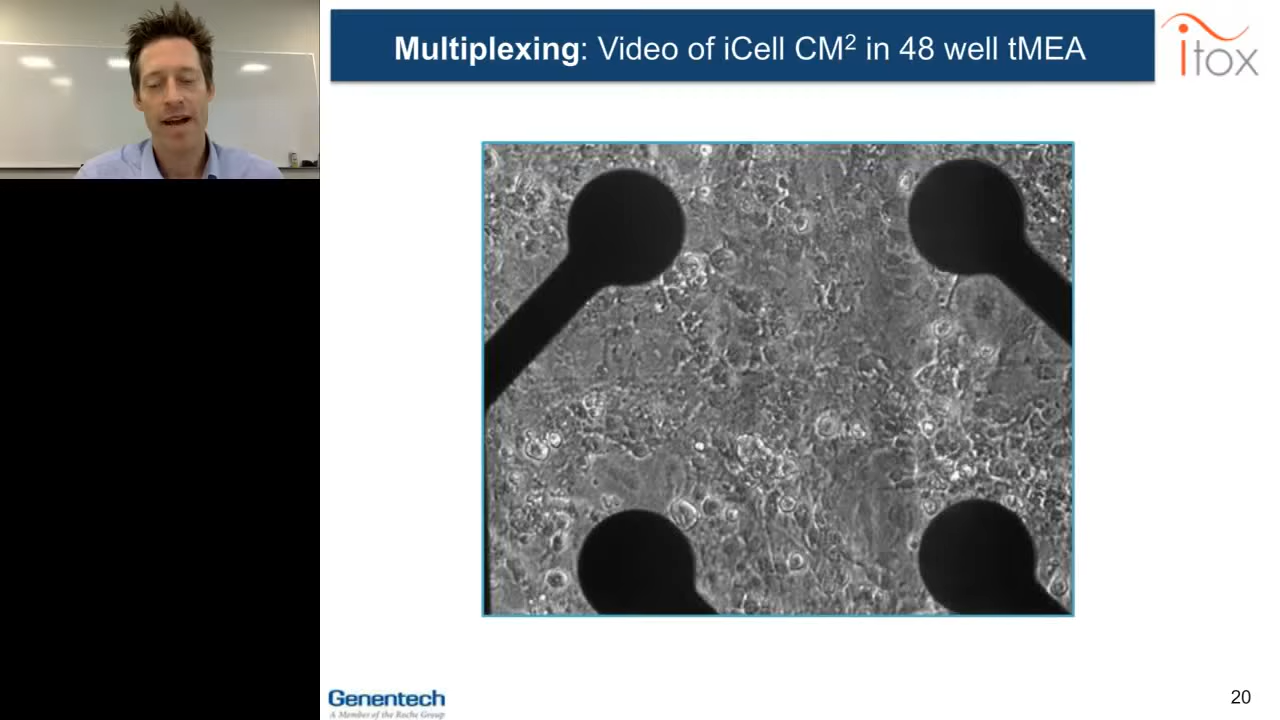 Multiplexing: Video of iCell CM² in 48 well tMEA
itox
Genentech
A Member of the Roche Group
20